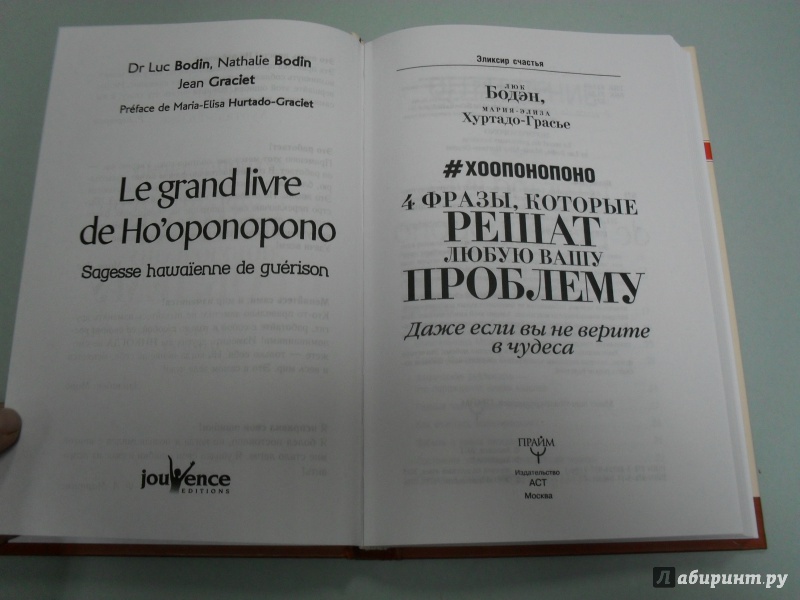 Dr Luc Bodin, Nathalie Bodin
Jean Graciet
Préface de Maria-Elisa Hurtado-Graciet
Le grand livre
de Ho'oponopono
Sagesse hawaïenne de guérison
jouvence
EDITIONS
Эликсир счастья
ЛЮК
Бодэн,
МАРИЯ-ЭЛИЗА
Хуртадо-Грасье
#ХООПОНОПОНО
4 ФРАЗЫ, КОТОРЫЕ
РЕШАТ
ЛЮБУЮ ВАШУ
ПРОБЛЕМУ
Даже если вы не верите
в чудеса
ПРАЙМ
Издательство
АСТ
Москва
Лабиринт.ру